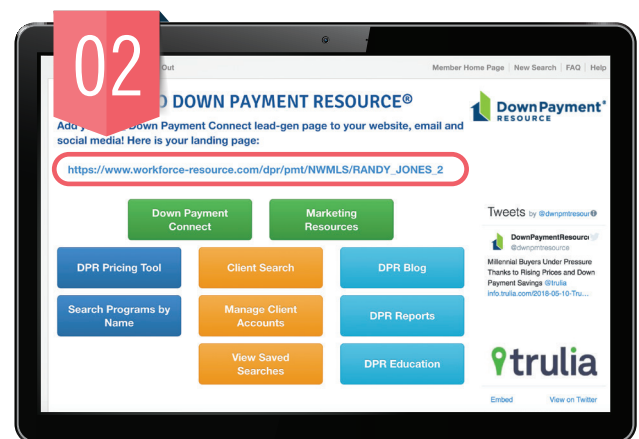 02
Out
Member Home Page | New Search | FAQ | Help
DOWN PAYMENT RESOURCE®
Down Payment Connect lead-gen page to your website, email and
social media! Here is your landing page:
https://www.workforce-resource.com/dpr/pmt/NWMLS/RANDY_JONES_2
Down Payment
Connect
Marketing
Resources
DPR Pricing Tool
Client Search
DPR Blog
Search Programs by
Name
Manage Client
Accounts
DPR Reports
View Saved
Searches
DPR Education
Down Payment
RESOURCE
Tweets by @dwnpmtresour
DownPaymentResourc
@dwnpmtresource
Millennial Buyers Under Pressure
Thanks to Rising Prices and Down
Payment Savings @trulia
info.trulia.com/2018-05-10-Tru…
trulia
Embed
View on Twitter